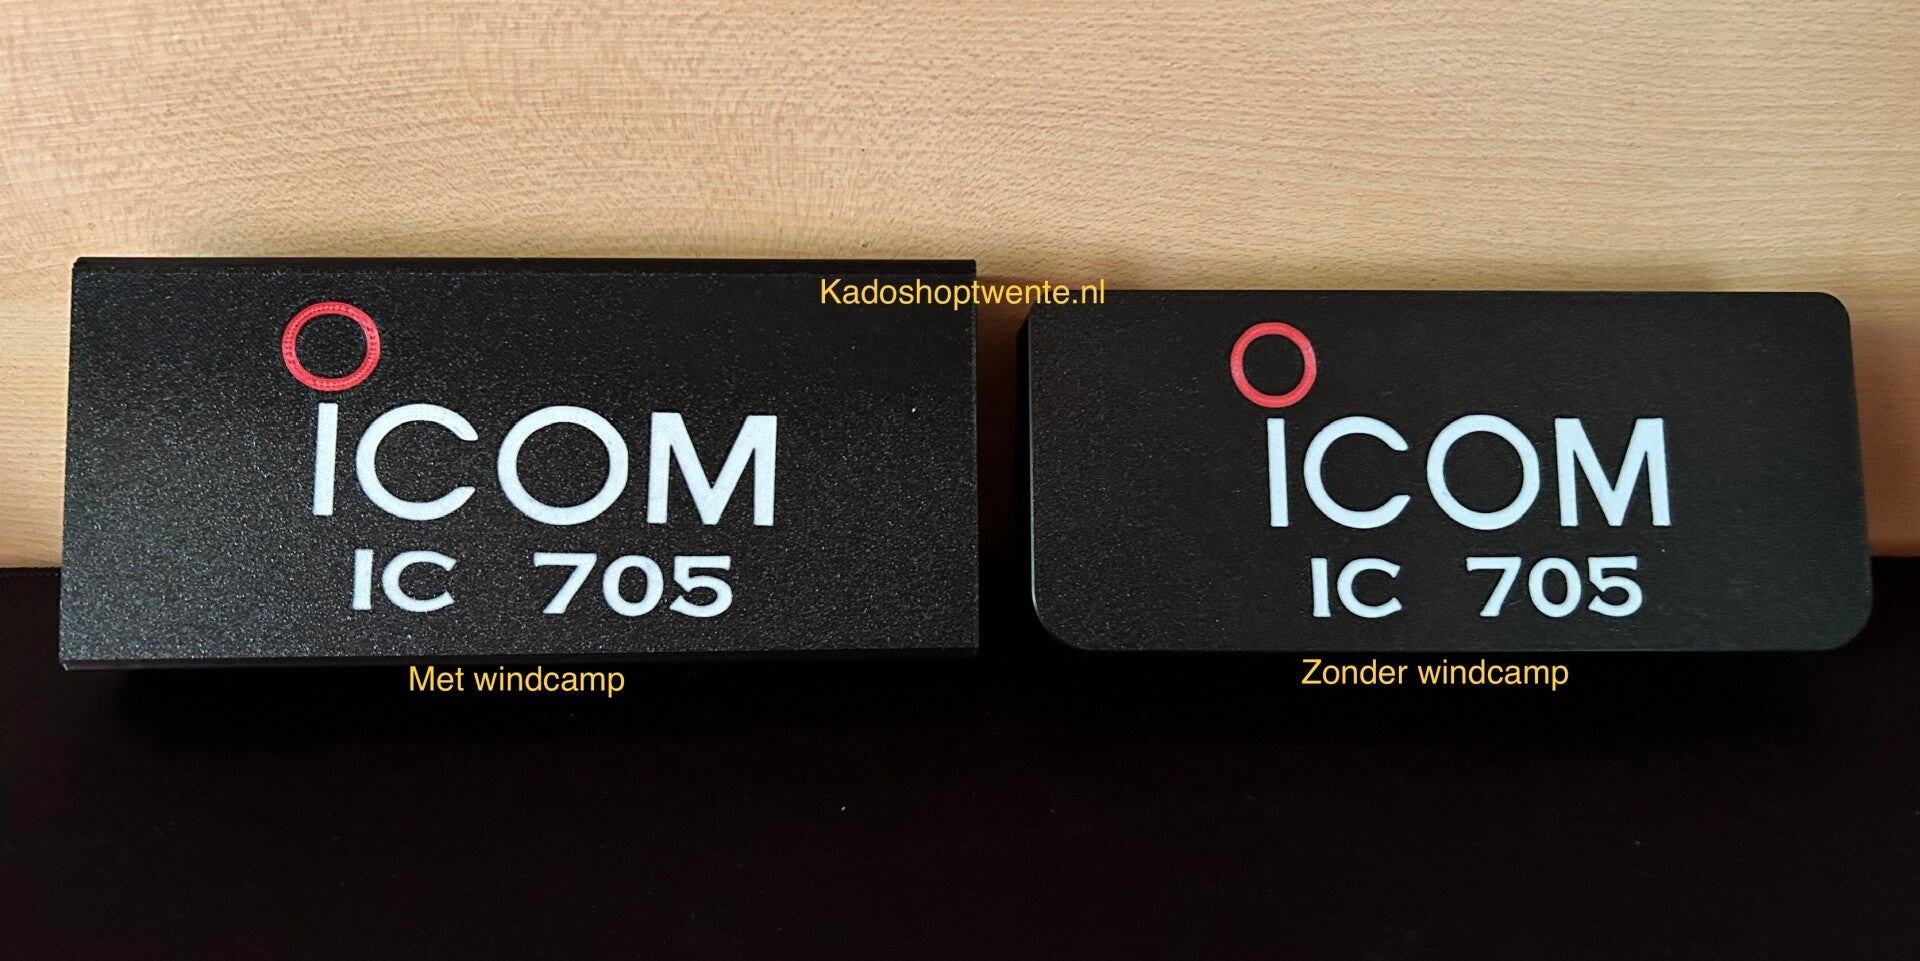 Kadoshoptwente.nl
iCOM
IC 705
Met windcamp
iCOM
IC 705
Zonder windcamp